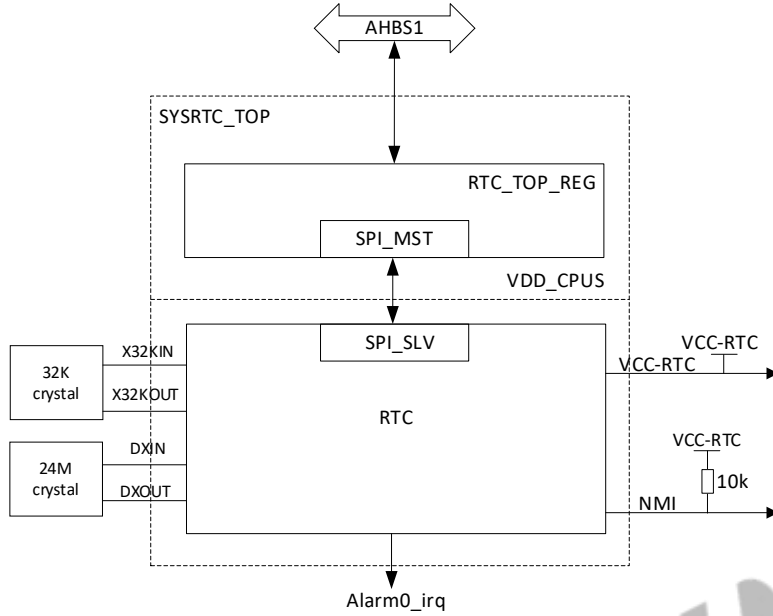 AHBS1
SYSRTC_TOP
RTC_TOP_REG
SPI_MST
VDD_CPUS
SPI_SLV
RTC
32K
crystal
X32KIN
X32KOUT
24M
crystal
DXIN
DXOUT
VCC-RTC
VCC-RTC
VCC-RTC
10k
NMI
Alarm0_irq